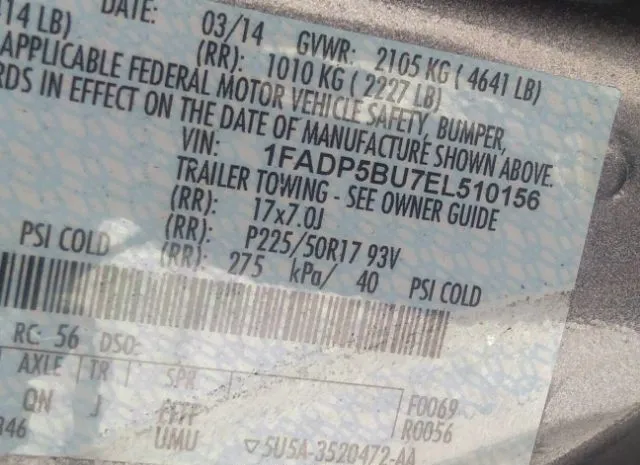 14 LB)
DATE: 03/14 GVWR: 2105 KG ( 4641 LB)
(RR): 1010 KG ( 2227 LB)
APPLICABLE FEDERAL MOTOR VEHICLE SAFETY, BUMPER,
RDS IN EFFECT ON THE DATE OF MANUFACTURE SHOWN ABOVE.
VIN: 1FADP5BU7EL510156
TRAILER TOWING - SEE OWNER GUIDE
(RR): 17x7.0J
(RR): P225/50R17 93V
PSI COLD (RR): 275 kPa/ 40 PSI COLD
RC: 56 DSO:
AXLE TR SPR
QN J F0069
346 UMU R0056
5U5A-3520472-AA